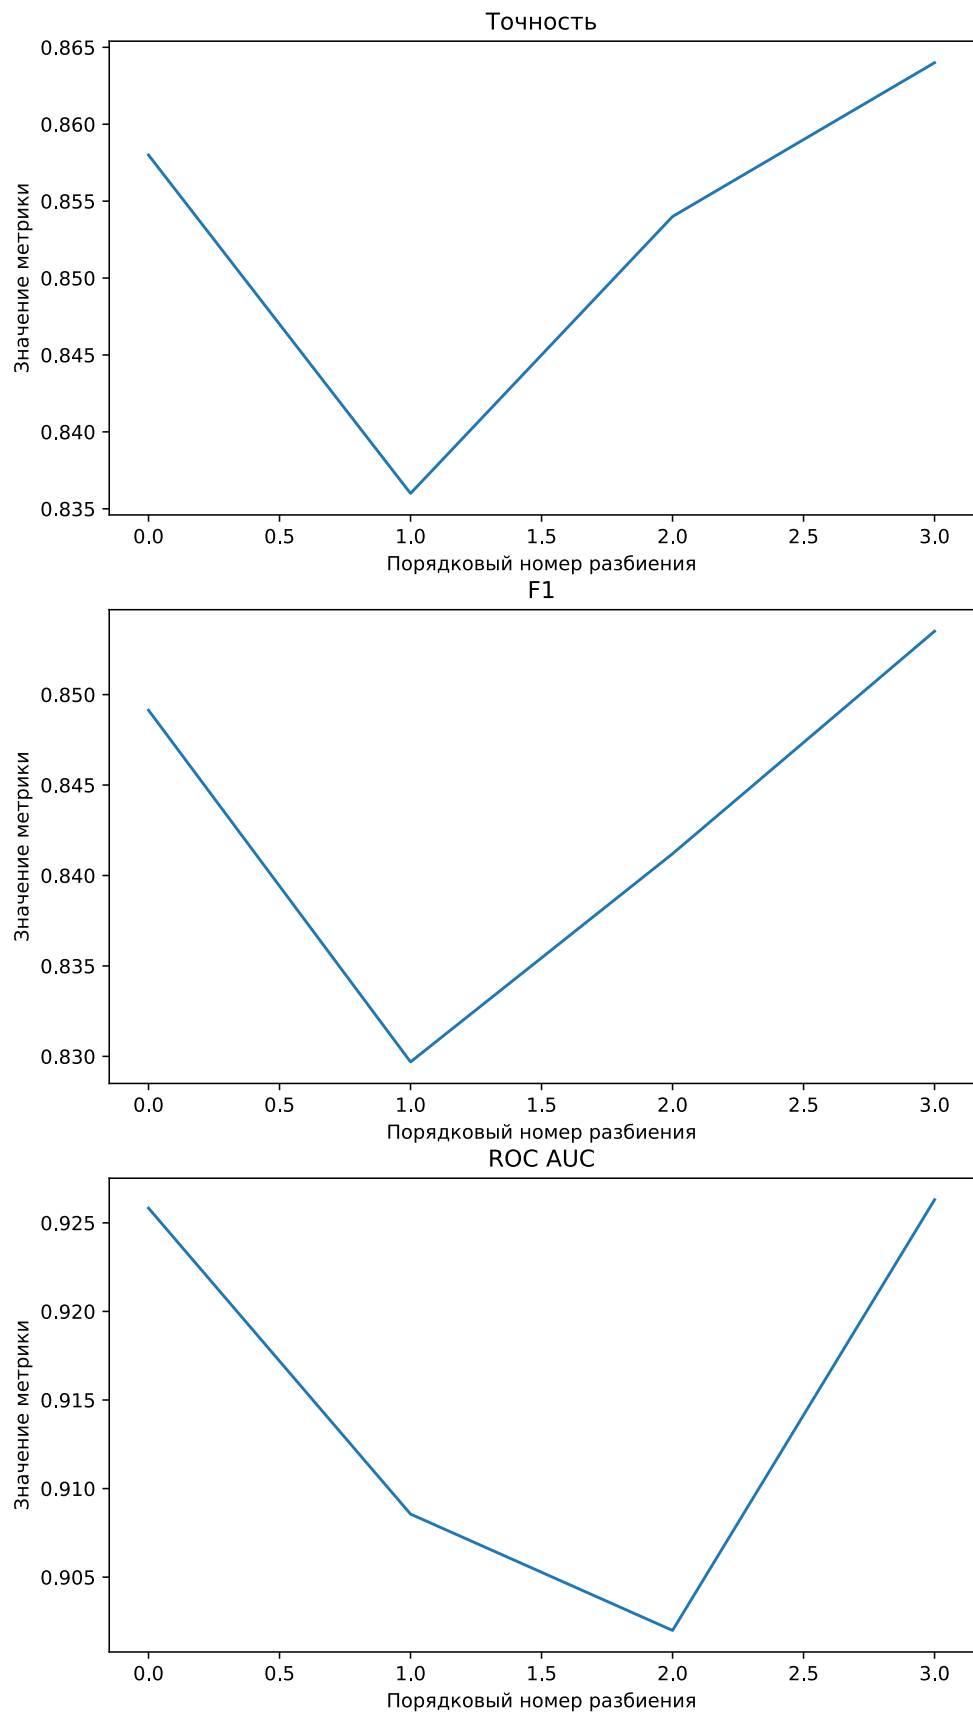 Точность
0.865
0.860
0.855
0.850
0.845
0.840
0.835
Значение метрики
0.0 0.5 1.0 1.5 2.0 2.5 3.0
Порядковый номер разбиения
F1
0.850
0.845
0.840
0.835
0.830
Значение метрики
0.0 0.5 1.0 1.5 2.0 2.5 3.0
Порядковый номер разбиения
ROC AUC
0.925
0.920
0.915
0.910
0.905
Значение метрики
0.0 0.5 1.0 1.5 2.0 2.5 3.0
Порядковый номер разбиения